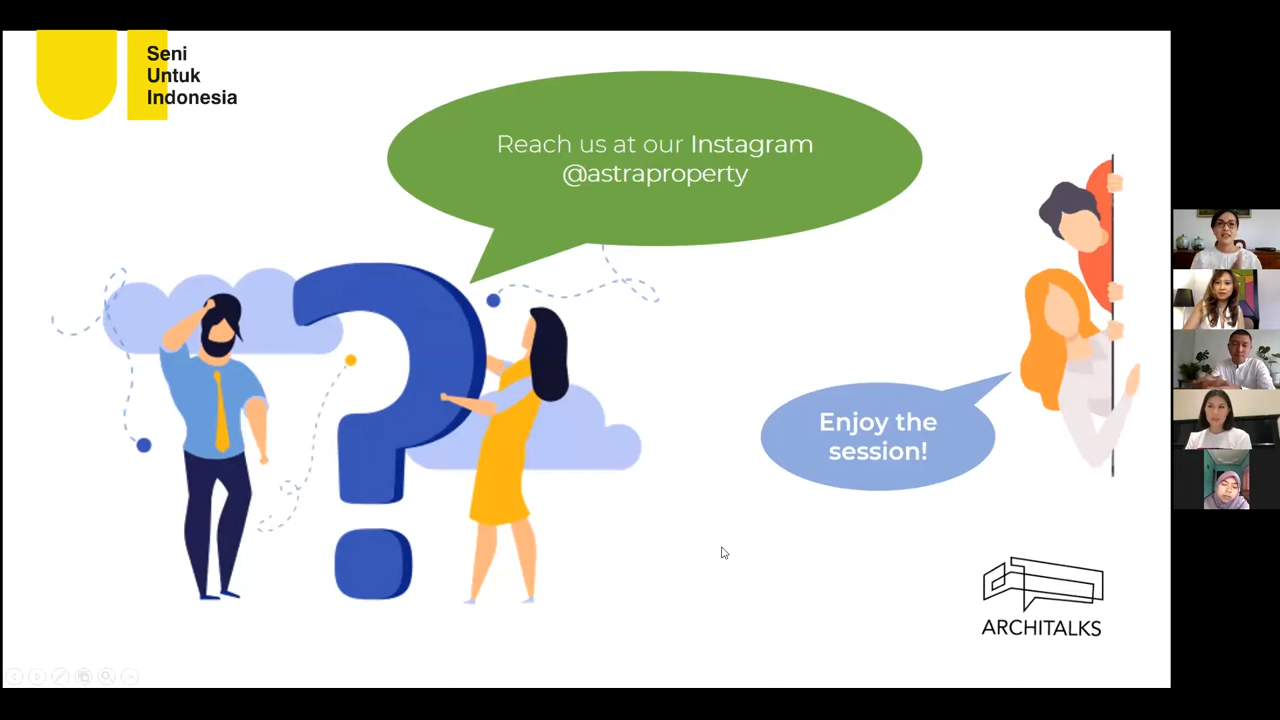 Seni
Untuk
Indonesia
Reach us at our Instagram
@astraproperty
Enjoy the
session!
ARCHITALKS